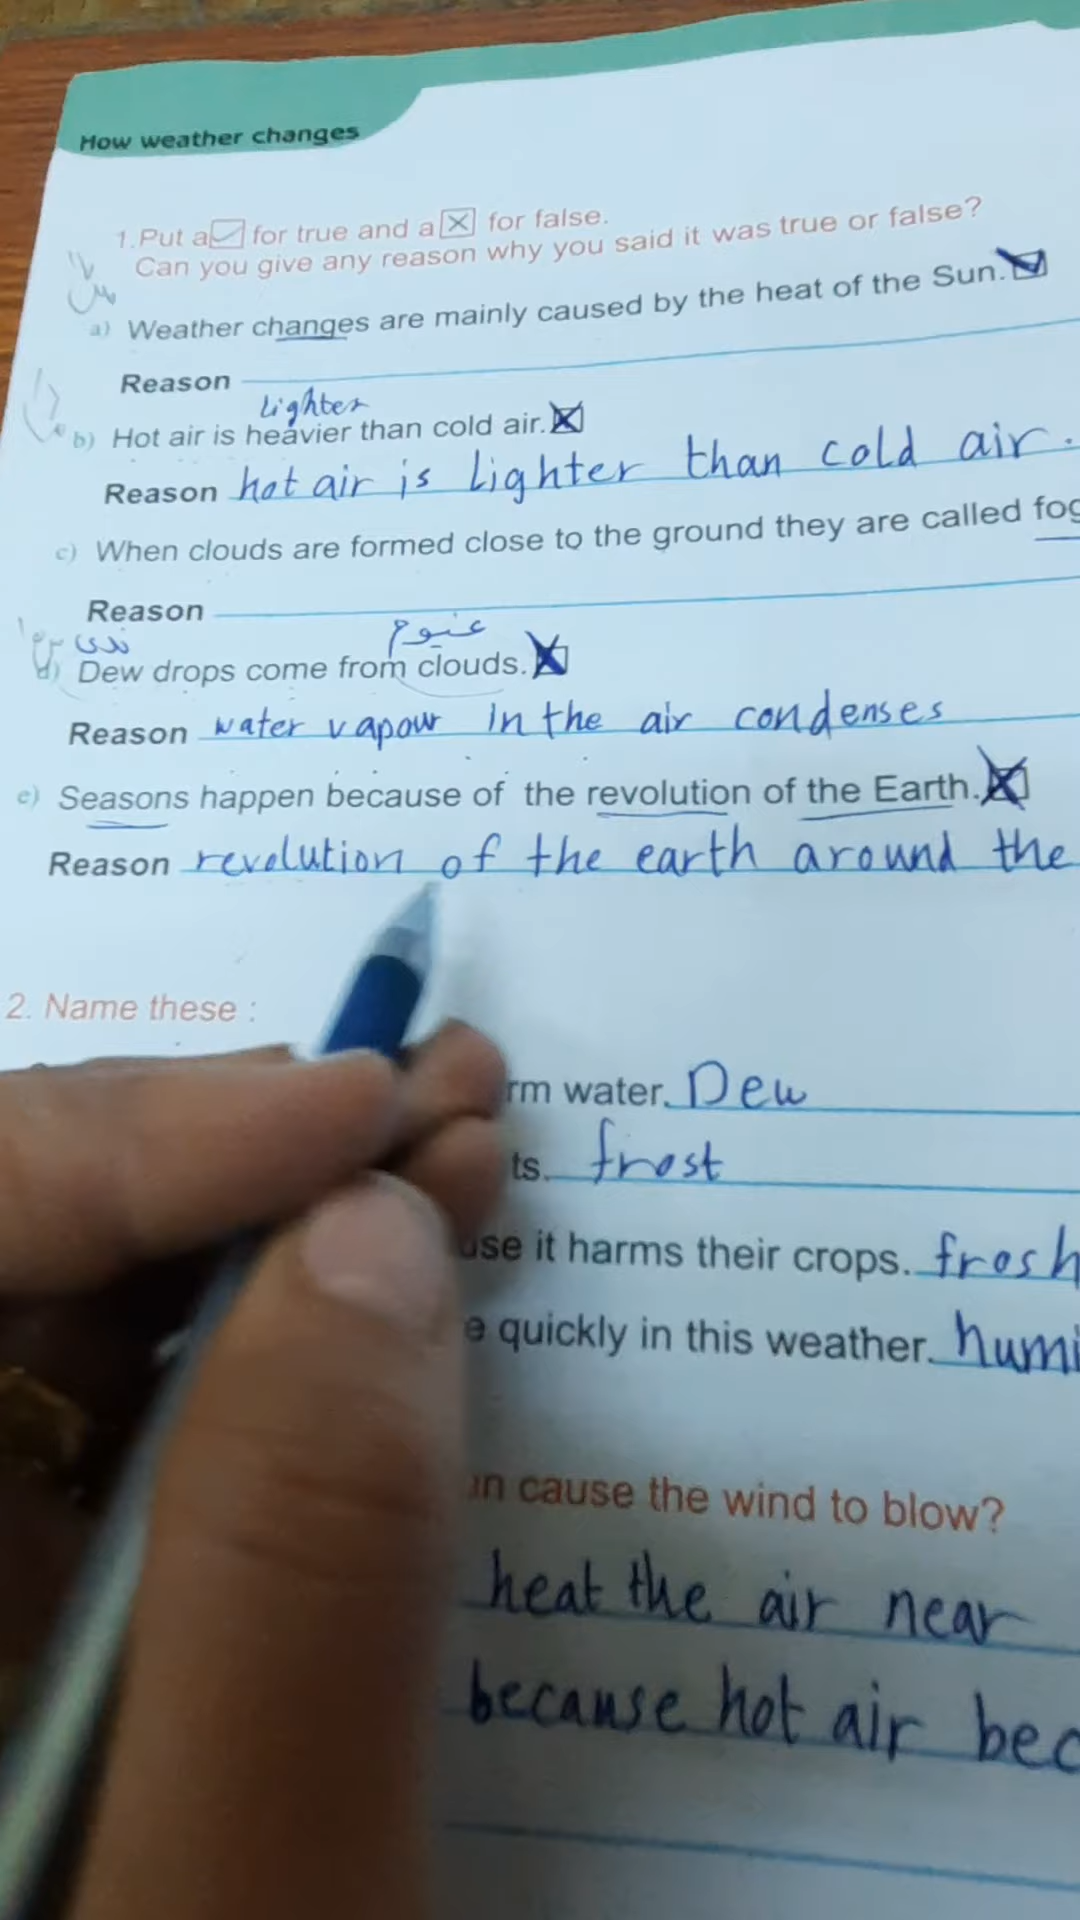 How weather changes
1. Put a for true and a for false.
Can you give any reason why you said it was true or false?
a) Weather changes are mainly caused by the heat of the Sun.
Reason
lighter
b) Hot air is heavier than cold air.
Reason hot air is lighter than cold air.
c) When clouds are formed close to the ground they are called fog
Reason
ندى غيوم
d) Dew drops come from clouds.
Reason water vapour in the air condenses
e) Seasons happen because of the revolution of the Earth.
Reason revolution of the earth around the
2. Name these :
rm water. Dew
ts. frost
use it harms their crops. frosh
e quickly in this weather. humi
un cause the wind to blow?
heat the air near
because hot air bec